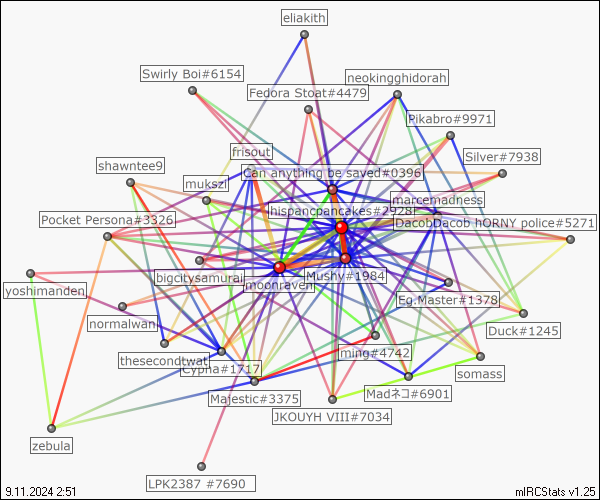 eliakith
Swirly Boi#6154
neokingghidorah
Fedora Stoat#4479
Pikabro#9971
frisout
Silver#7938
shawntee9
Can anything be saved#0396
mukszi
marcemadness
hispancpancakes#2928
Pocket Persona#3326
DacobDacob HORNY police#5271
bigcitysamurai
Mushy#1984
moonraven
yoshimanden
Eg.Master#1378
normalwan
Duck#1245
ming#4742
thesecondtwat
Cypha#1717
somass
Majestic#3375
Madネコ#6901
JKOUYH VIII#7034
zebula
LPK2387 #7690
9.11.2024 2:51
mIRCStats v1.25